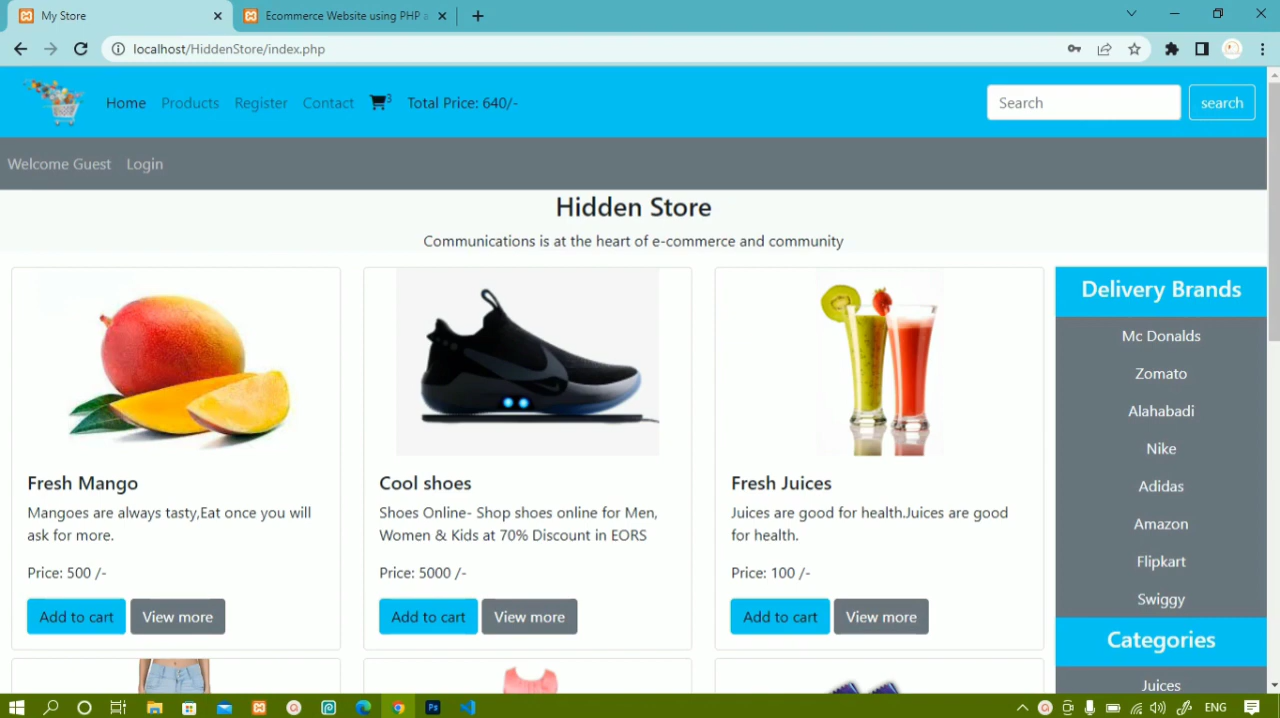 My Store
Ecommerce Website using PHP a
localhost/HiddenStore/index.php
Home Products Register Contact 3 Total Price: 640/-
Search
search
Welcome Guest Login
Hidden Store
Communications is at the heart of e-commerce and community
Fresh Mango
Mangoes are always tasty,Eat once you will
ask for more.
Price: 500 /-
Add to cart
View more
Cool shoes
Shoes Online- Shop shoes online for Men,
Women & Kids at 70% Discount in EORS
Price: 5000 /-
Add to cart
View more
Fresh Juices
Juices are good for health.Juices are good
for health.
Price: 100 /-
Add to cart
View more
Delivery Brands
Mc Donalds
Zomato
Alahabadi
Nike
Adidas
Amazon
Flipkart
Swiggy
Categories
Juices
Ps
ENG